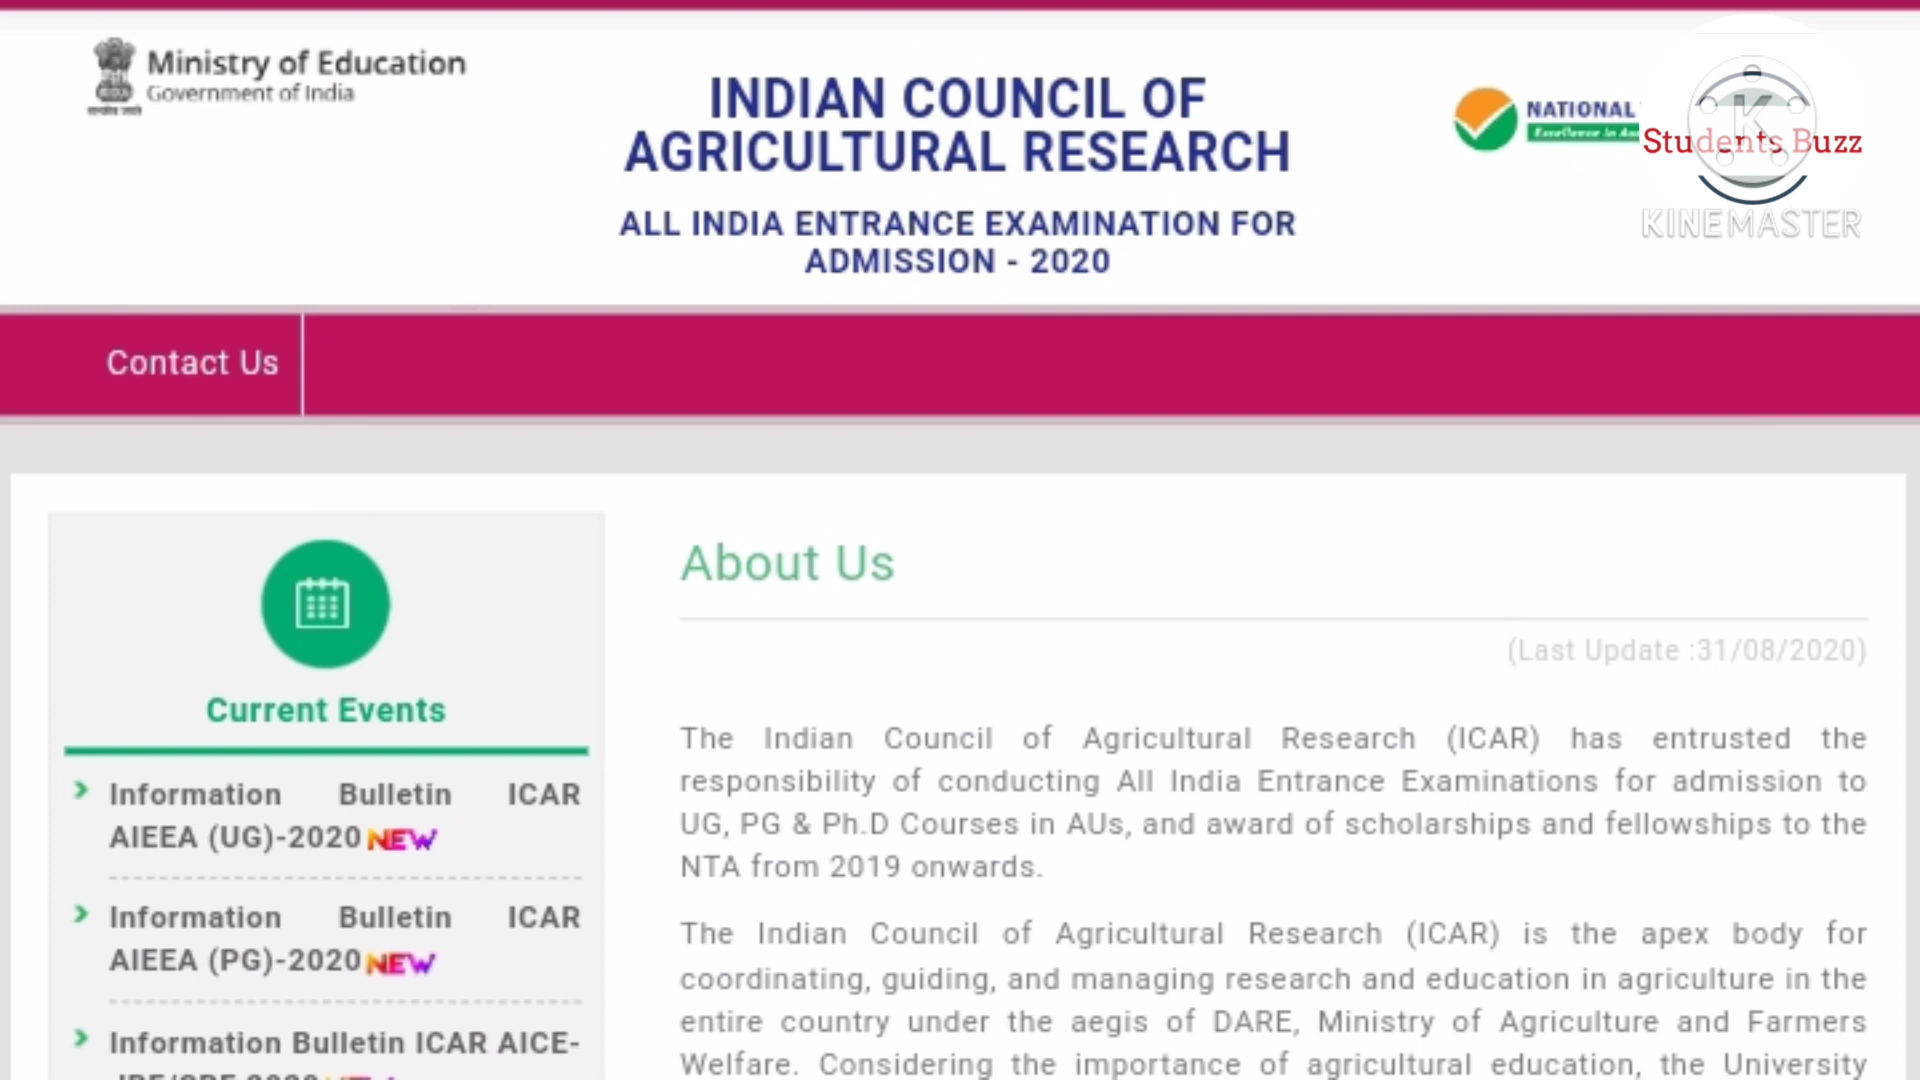 Ministry of Education
Government of India
INDIAN COUNCIL OF
AGRICULTURAL RESEARCH
ALL INDIA ENTRANCE EXAMINATION FOR
ADMISSION - 2020
NATIONAL
Excellence in
Students Buzz
K
KINEMASTER
Contact Us
Current Events
Information Bulletin ICAR
AIEEA (UG)-2020 NEW
Information Bulletin ICAR
AIEEA (PG)-2020 NEW
Information Bulletin ICAR AICE-
About Us
(Last Update :31/08/2020)
The Indian Council of Agricultural Research (ICAR) has entrusted the
responsibility of conducting All India Entrance Examinations for admission to
UG, PG & Ph.D Courses in AUs, and award of scholarships and fellowships to the
NTA from 2019 onwards.
The Indian Council of Agricultural Research (ICAR) is the apex body for
coordinating, guiding, and managing research and education in agriculture in the
entire country under the aegis of DARE, Ministry of Agriculture and Farmers
Welfare. Considering the importance of agricultural education, the University